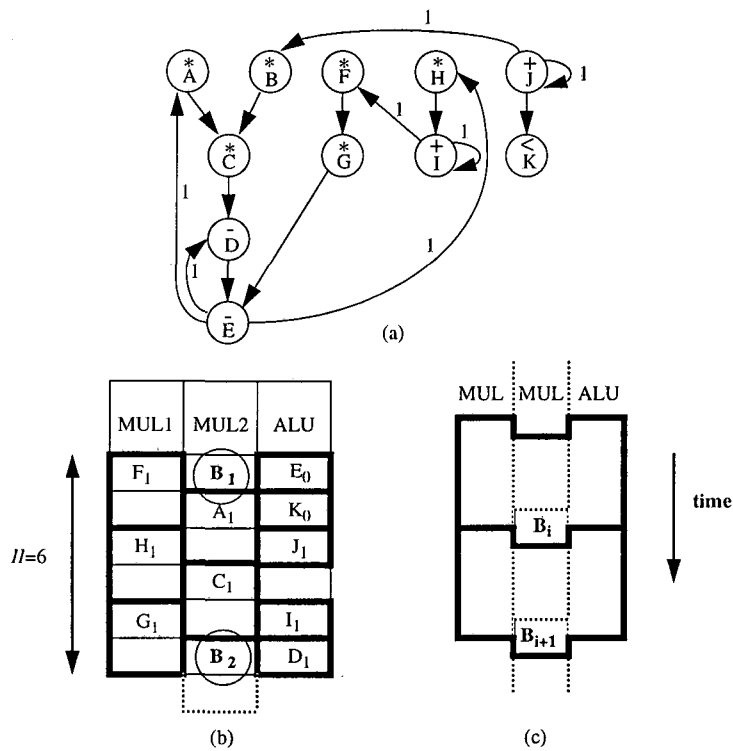 1
* A
* B
* F
* H
+ J
1
1
1
* C
* G
+ I
< K
1
- D
1
1
- E
(a)
MUL1 MUL2 ALU
MUL MUL ALU
F1 B1 E0
A1 K0
time
H1 J1
Bi
II=6
C1
G1 I1
B2 D1
Bi+1
(b)
(c)